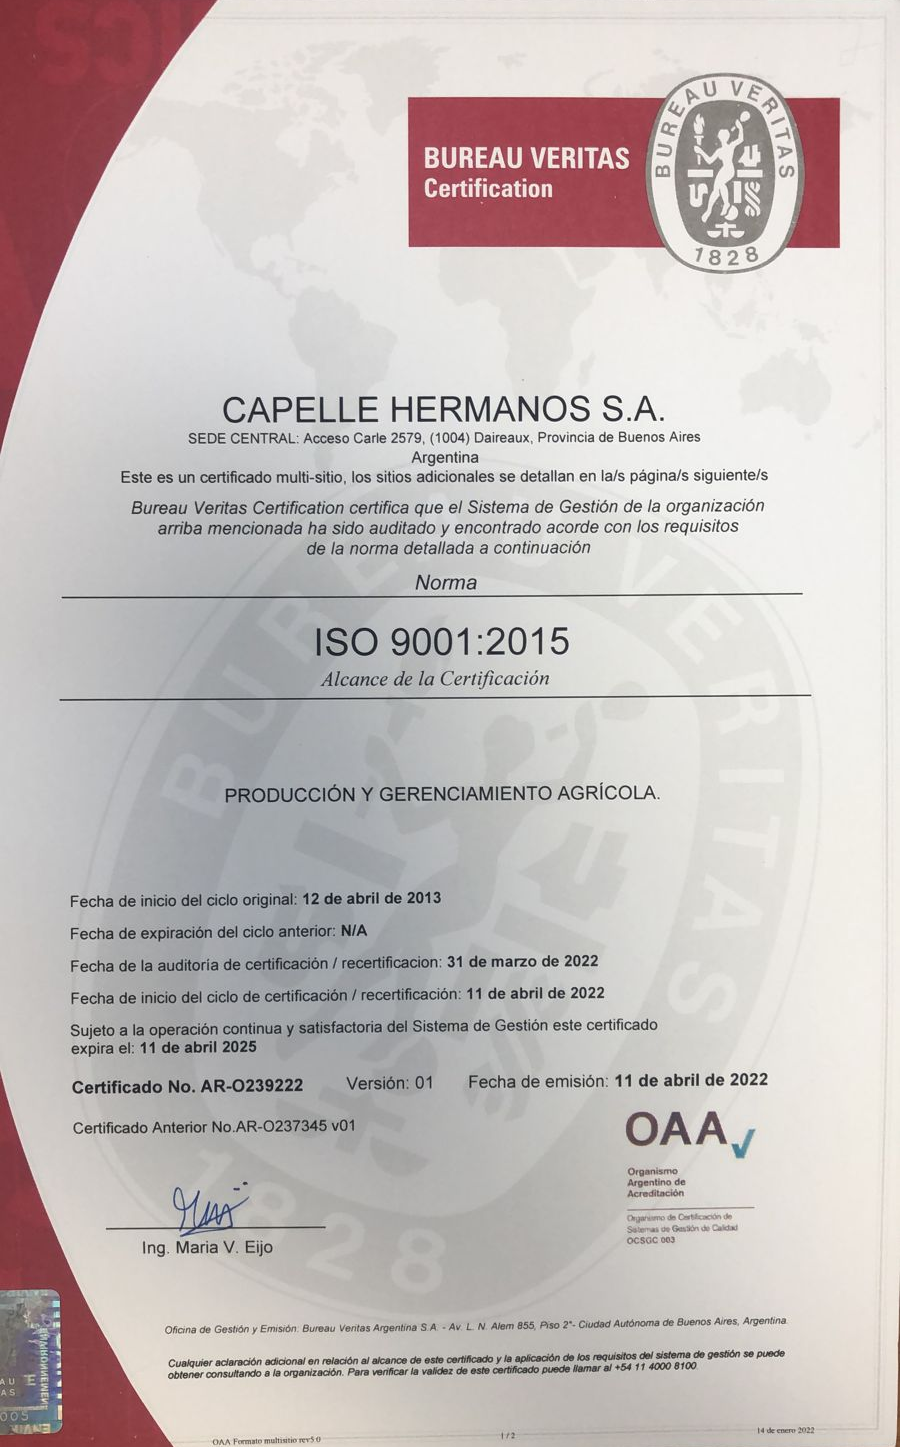 BUREAU VERITAS
Certification
BUREAU VERITAS
1828
CAPELLE HERMANOS S.A.
SEDE CENTRAL: Acceso Carle 2579, (1004) Daireaux, Provincia de Buenos Aires
Argentina
Este es un certificado multi-sitio, los sitios adicionales se detallan en la/s página/s siguiente/s
Bureau Veritas Certification certifica que el Sistema de Gestión de la organización
arriba mencionada ha sido auditado y encontrado acorde con los requisitos
de la norma detallada a continuación
Norma
ISO 9001:2015
Alcance de la Certificación
PRODUCCIÓN Y GERENCIAMIENTO AGRÍCOLA.
BUREAU VERITAS
1828
Fecha de inicio del ciclo original: 12 de abril de 2013
Fecha de expiración del ciclo anterior: N/A
Fecha de la auditoría de certificación / recertificacion: 31 de marzo de 2022
Fecha de inicio del ciclo de certificación / recertificación: 11 de abril de 2022
Sujeto a la operación continua y satisfactoria del Sistema de Gestión este certificado
expira el: 11 de abril 2025
Certificado No. AR-O239222 Versión: 01 Fecha de emisión: 11 de abril de 2022
Certificado Anterior No.AR-O237345 v01
OAA
Organismo
Argentino de
Acreditación
Organismo de Certificación de
Sistemas de Gestión de Calidad
OCSGC 003
Ing. Maria V. Eijo
Oficina de Gestión y Emisión: Bureau Veritas Argentina S.A. - Av. L. N. Alem 855, Piso 2°- Ciudad Autónoma de Buenos Aires, Argentina.
Cualquier aclaración adicional en relación al alcance de este certificado y la aplicación de los requisitos del sistema de gestión se puede
obtener consultando a la organización. Para verificar la validez de este certificado puede llamar al +54 11 4000 8100.
OAA Formato multisitio rev5.0
1 / 2
14 de enero 2022